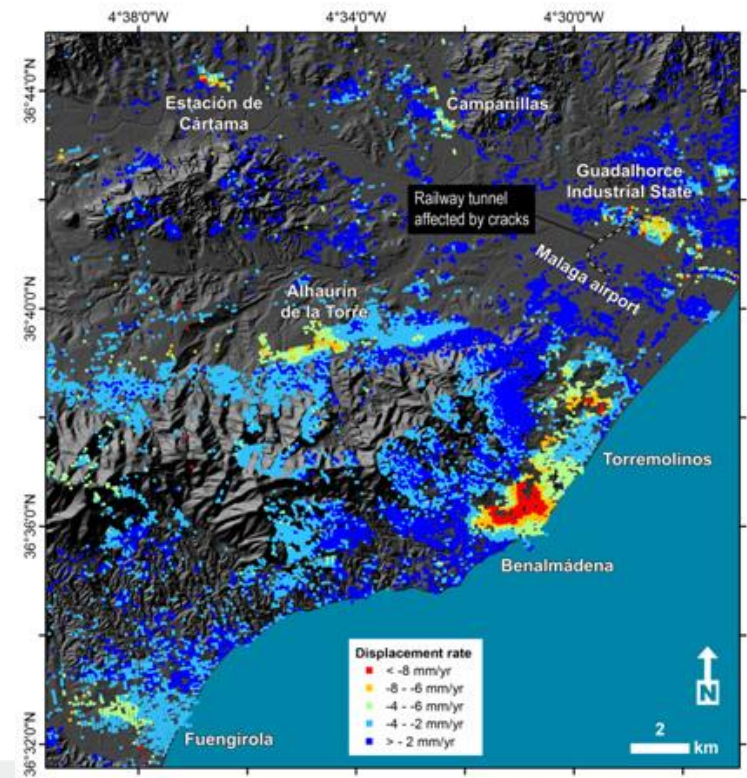 4°38'0"W
4°34'0"W
4°30'0"W
36°44'0"N
36°40'0"N
36°36'0"N
36°32'0"N
Estación de
Cártama
Campanillas
Guadalhorce
Industrial State
Railway tunnel
affected by cracks
Malaga airport
Alhaurín
de la Torre
Torremolinos
Benalmádena
Fuengirola
Displacement rate
< -8 mm/yr
-8 - -6 mm/yr
-4 - -6 mm/yr
-4 - -2 mm/yr
> - 2 mm/yr
N
2
km